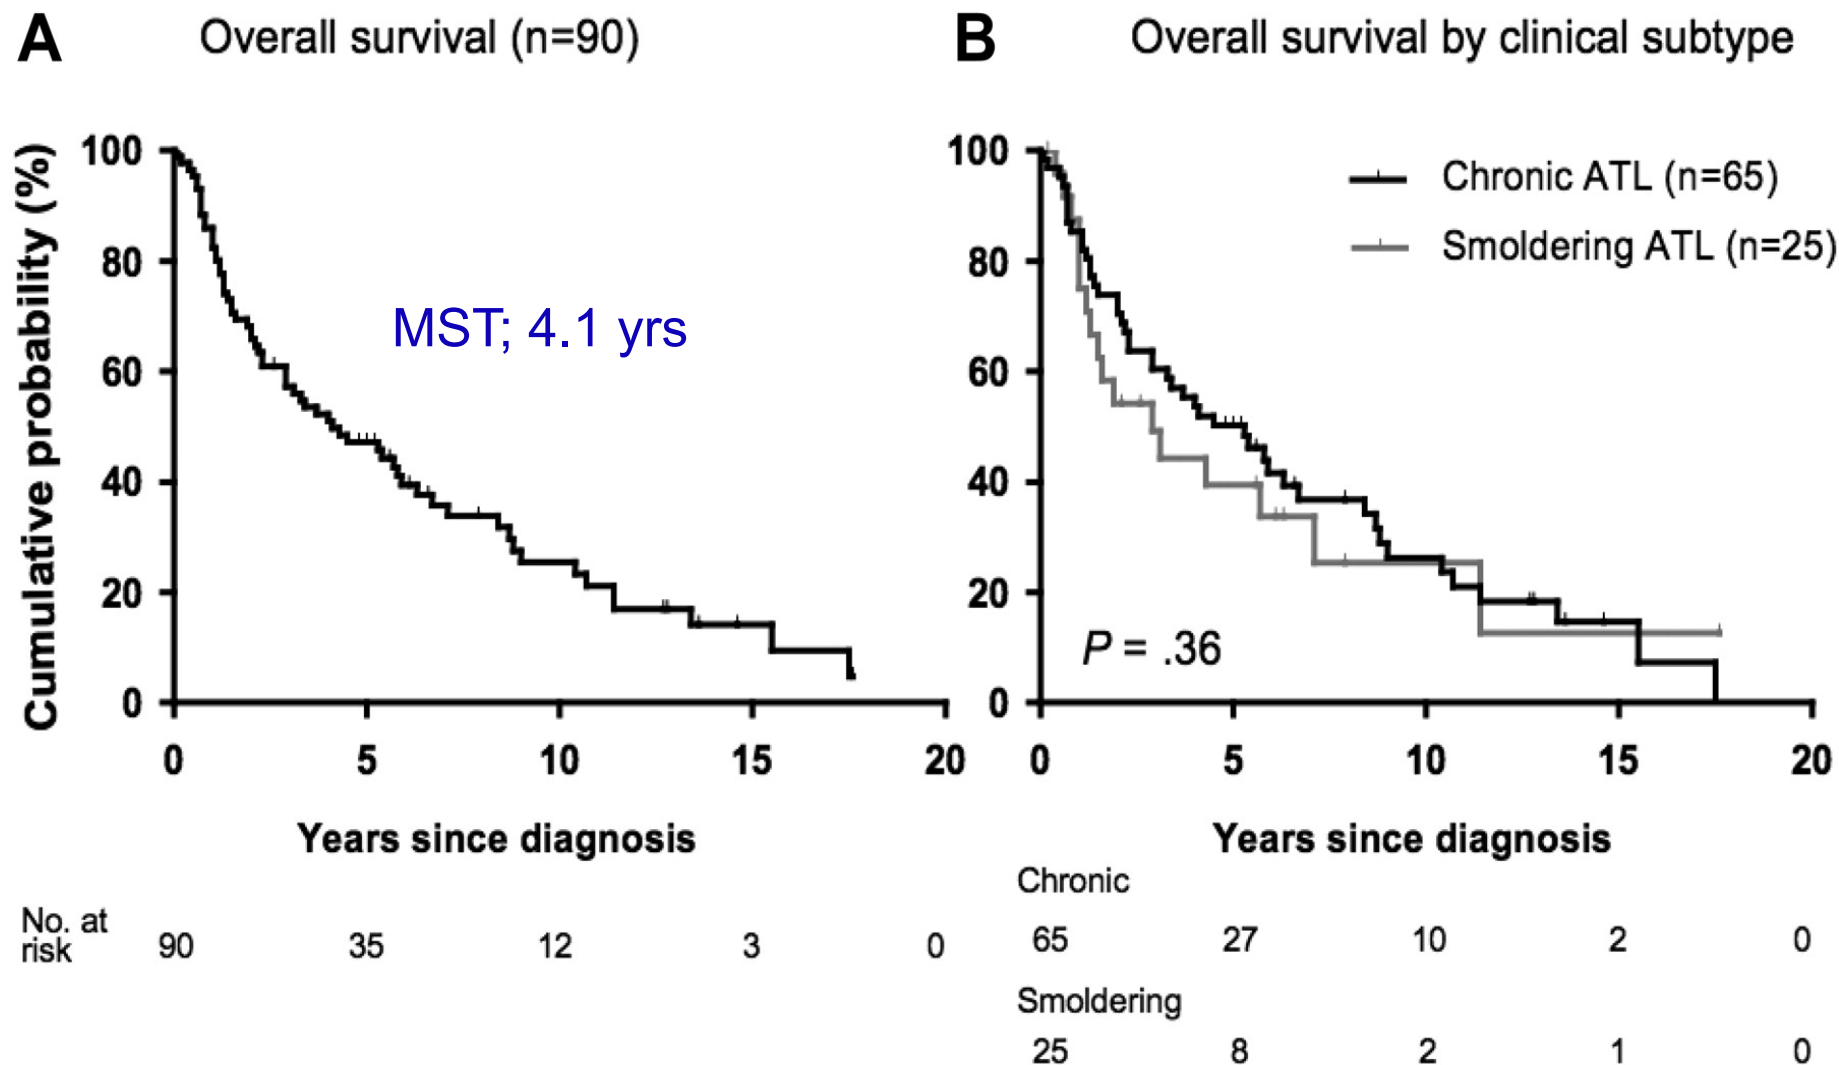 A Overall survival (n=90)
Cumulative probability (%)
100
80
60
40
20
0
MST; 4.1 yrs
0 5 10 15 20
Years since diagnosis
No. at
risk 90 35 12 3 0
B Overall survival by clinical subtype
100
80
60
40
20
0
Chronic ATL (n=65)
Smoldering ATL (n=25)
P = .36
0 5 10 15 20
Years since diagnosis
Chronic
65 27 10 2 0
Smoldering
25 8 2 1 0